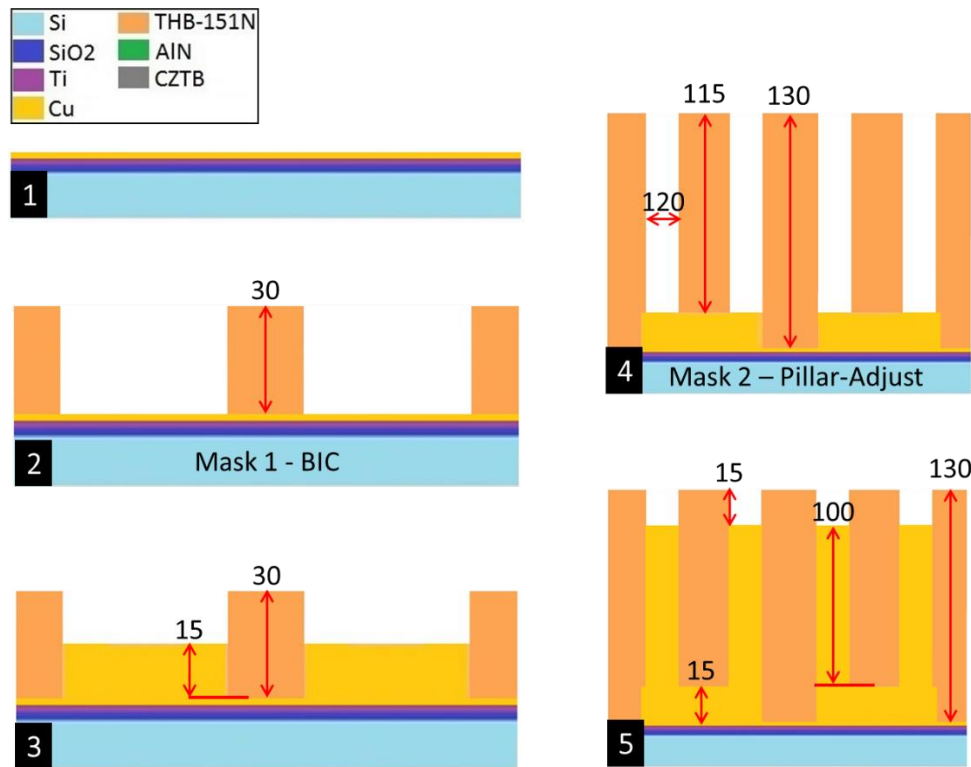 Si
SiO2
Ti
Cu
THB-151N
AlN
CZTB
1
30
2
Mask 1 - BIC
30
15
3
115
130
120
4
Mask 2 – Pillar-Adjust
15
130
100
15
5